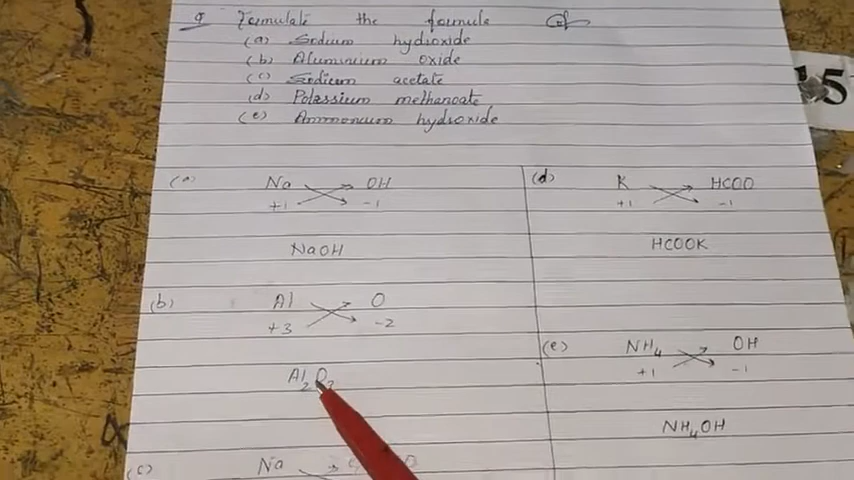 Q Formulate the formula of
(a) Sodium hydroxide
(b) Aluminium oxide
(c) Sodium acetate
(d) Potassium methanoate
(e) Ammonium hydroxide
(a) Na OH
+1 -1
NaOH
(b) Al O
+3 -2
Al2O3
(c) Na
(d) K HCOO
+1 -1
HCOOK
(e) NH4 OH
+1 -1
NH4OH
15